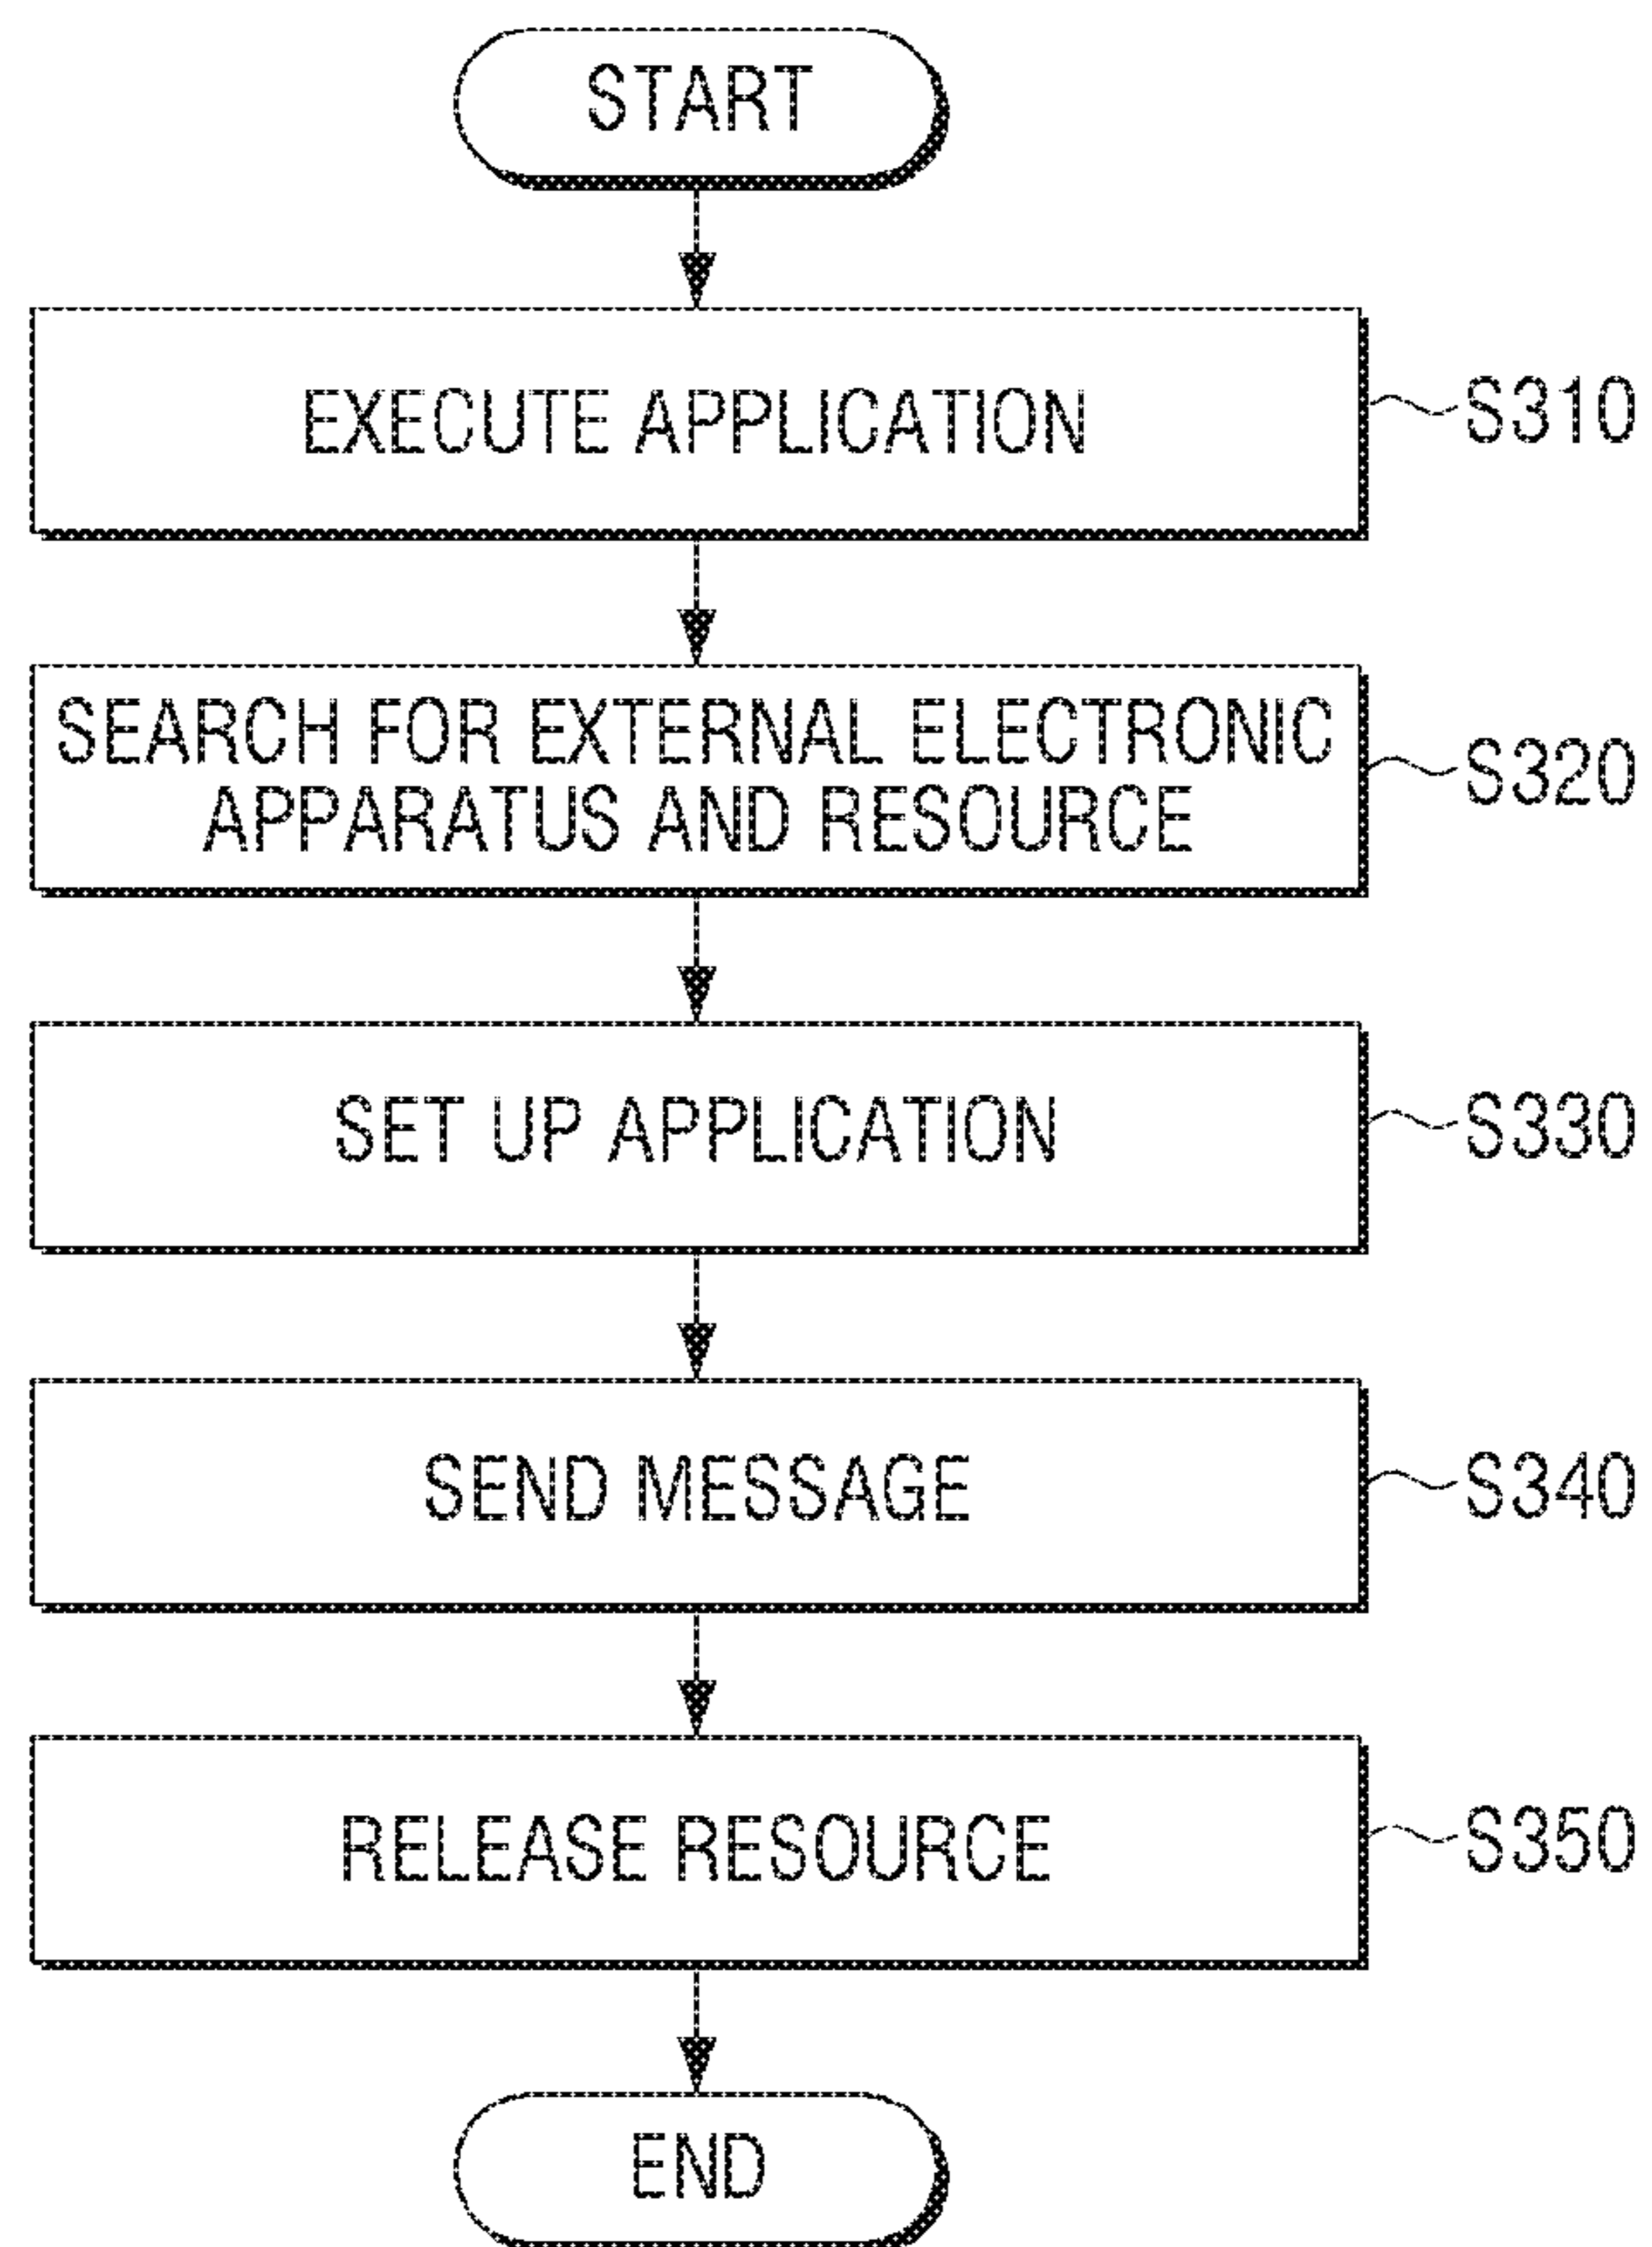 START
EXECUTE APPLICATION
S310
SEARCH FOR EXTERNAL ELECTRONIC
APPARATUS AND RESOURCE
S320
SET UP APPLICATION
S330
SEND MESSAGE
S340
RELEASE RESOURCE
S350
END